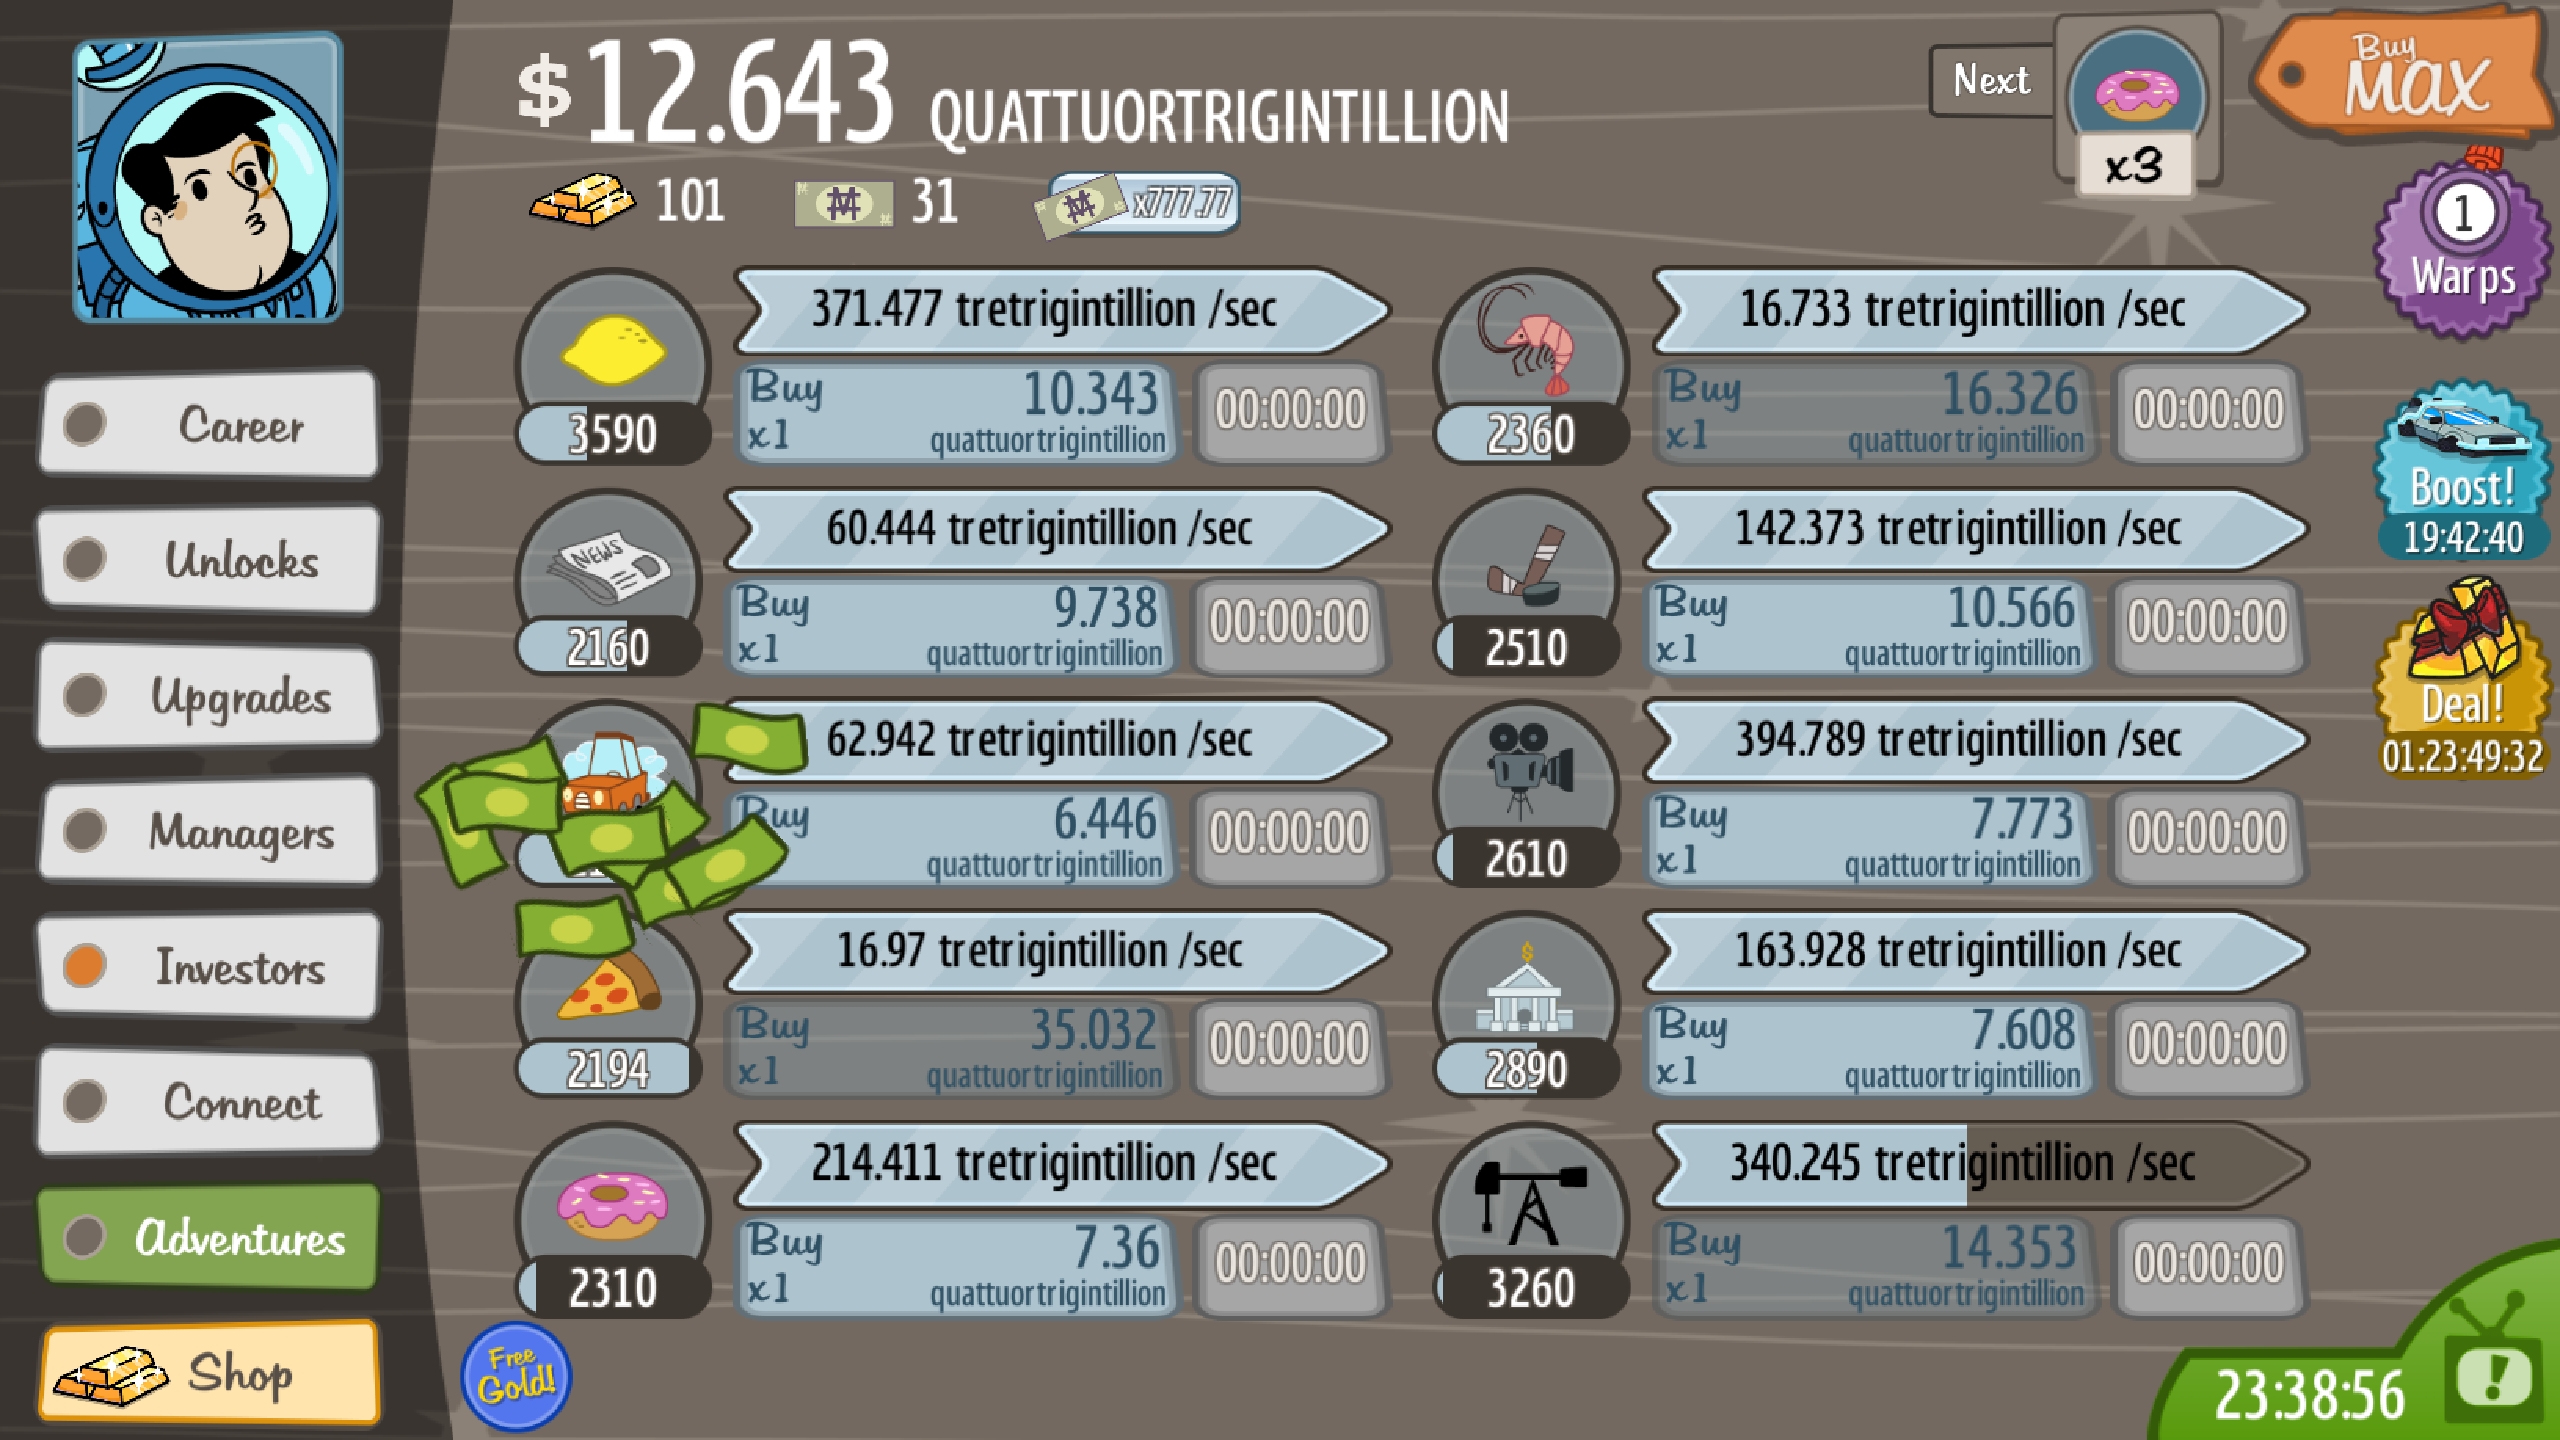 $12.643 QUATTUORTRIGINTILLION
Next
x3
Buy
MAX
101
31
x777.77
1
Warps
Boost!
19:42:40
Deal!
01:23:49:32
Career
Unlocks
Upgrades
Managers
Investors
Connect
Adventures
Shop
3590
371.477 tretrigintillion /sec
Buy
x1
10.343
quattuortrigintillion
00:00:00
2360
16.733 tretrigintillion /sec
Buy
x1
16.326
quattuortrigintillion
00:00:00
NEWS
2160
60.444 tretrigintillion /sec
Buy
x1
9.738
quattuortrigintillion
00:00:00
2510
142.373 tretrigintillion /sec
Buy
x1
10.566
quattuortrigintillion
00:00:00
62.942 tretrigintillion /sec
Buy
6.446
quattuortrigintillion
00:00:00
2610
394.789 tretrigintillion /sec
Buy
x1
7.773
quattuortrigintillion
00:00:00
2194
16.97 tretrigintillion /sec
Buy
x1
35.032
quattuortrigintillion
00:00:00
$
2890
163.928 tretrigintillion /sec
Buy
x1
7.608
quattuortrigintillion
00:00:00
2310
214.411 tretrigintillion /sec
Buy
x1
7.36
quattuortrigintillion
00:00:00
3260
340.245 tretrigintillion /sec
Buy
x1
14.353
quattuortrigintillion
00:00:00
Free
Gold!
23:38:56
!